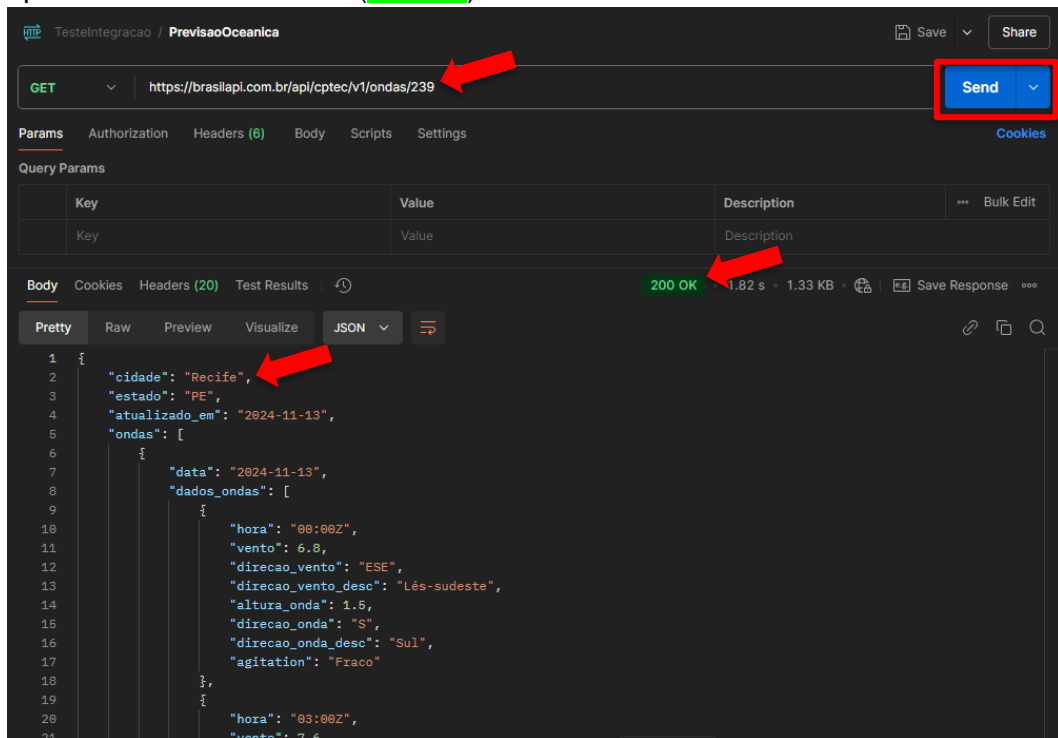 HTTP TesteIntegracao / PrevisaoOceanica Save Share
GET https://brasilapi.com.br/api/cptec/v1/ondas/239 Send
Params Authorization Headers (6) Body Scripts Settings Cookies
Query Params
Key Value Description Bulk Edit
Key Value Description
Body Cookies Headers (20) Test Results 200 OK 1.82 s 1.33 KB e.g. Save Response
Pretty Raw Preview Visualize JSON
1 {
2 "cidade": "Recife",
3 "estado": "PE",
4 "atualizado_em": "2024-11-13",
5 "ondas": [
6 {
7 "data": "2024-11-13",
8 "dados_ondas": [
9 {
10 "hora": "00:00Z",
11 "vento": 6.8,
12 "direcao_vento": "ESE",
13 "direcao_vento_desc": "Lés-sudeste",
14 "altura_onda": 1.5,
15 "direcao_onda": "S",
16 "direcao_onda_desc": "Sul",
17 "agitation": "Fraco"
18 },
19 {
20 "hora": "03:00Z",
21 "vento": 7.6